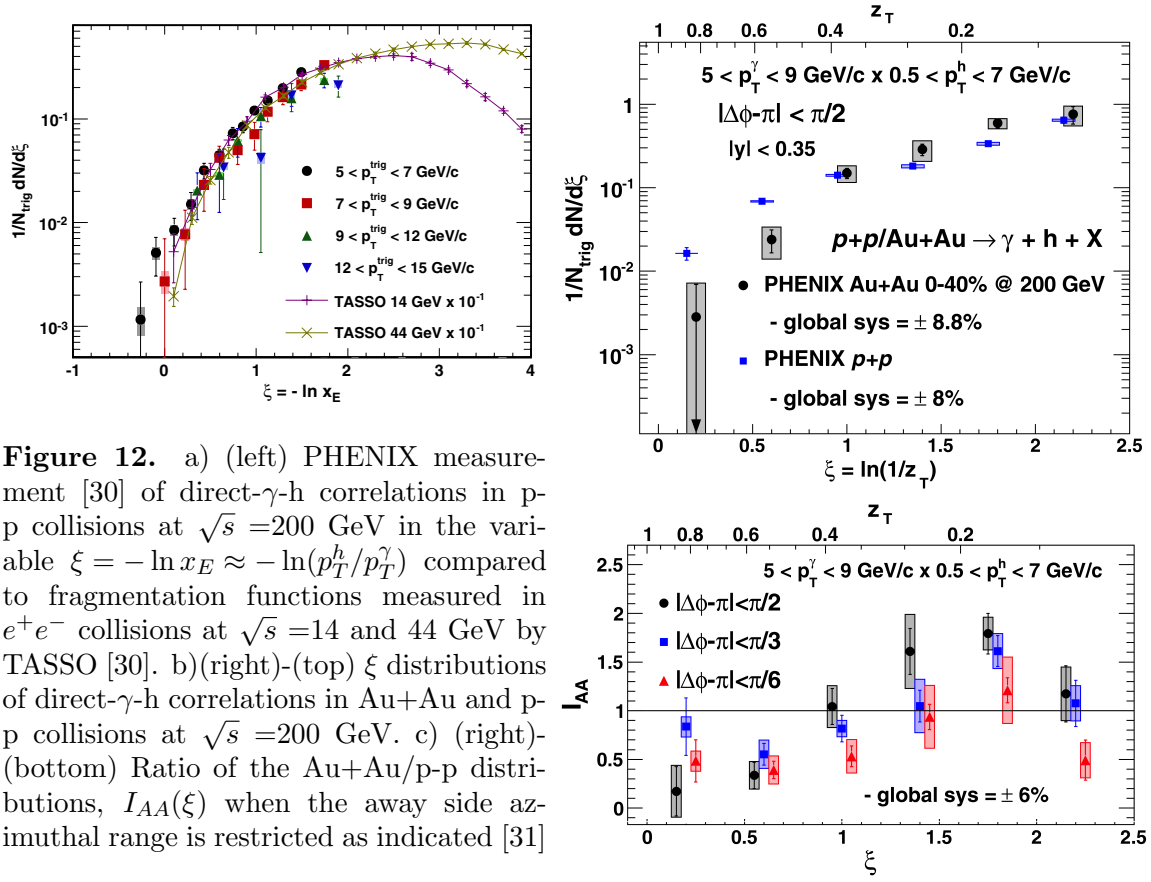 10⁻¹
10⁻²
10⁻³
1/N_trig dN/dξ
5 < p_T^trig < 7 GeV/c
7 < p_T^trig < 9 GeV/c
9 < p_T^trig < 12 GeV/c
12 < p_T^trig < 15 GeV/c
TASSO 14 GeV x 10⁻¹
TASSO 44 GeV x 10⁻¹
-1 0 1 2 3 4
ξ = - ln x_E
Figure 12. a) (left) PHENIX measure-
ment [30] of direct-γ-h correlations in p-
p collisions at √s =200 GeV in the vari-
able ξ = − ln x_E ≈ − ln(p_T^h/p_T^γ) compared
to fragmentation functions measured in
e⁺e⁻ collisions at √s =14 and 44 GeV by
TASSO [30]. b)(right)-(top) ξ distributions
of direct-γ-h correlations in Au+Au and p-
p collisions at √s =200 GeV. c) (right)-
(bottom) Ratio of the Au+Au/p-p distri-
butions, I_AA(ξ) when the away side az-
imuthal range is restricted as indicated [31]
z_T
1 0.8 0.6 0.4 0.2
5 < p_T^γ < 9 GeV/c x 0.5 < p_T^h < 7 GeV/c
|Δϕ-π| < π/2
|y| < 0.35
p+p/Au+Au → γ + h + X
PHENIX Au+Au 0-40% @ 200 GeV
- global sys = ± 8.8%
PHENIX p+p
- global sys = ± 8%
1
10⁻¹
10⁻²
10⁻³
1/N_trig dN/dξ
0 0.5 1 1.5 2 2.5
ξ = ln(1/z_T)
z_T
1 0.8 0.6 0.4 0.2
5 < p_T^γ < 9 GeV/c x 0.5 < p_T^h < 7 GeV/c
|Δϕ-π|<π/2
|Δϕ-π|<π/3
|Δϕ-π|<π/6
- global sys = ± 6%
2.5
2
1.5
1
0.5
0
I_AA
0 0.5 1 1.5 2 2.5
ξ